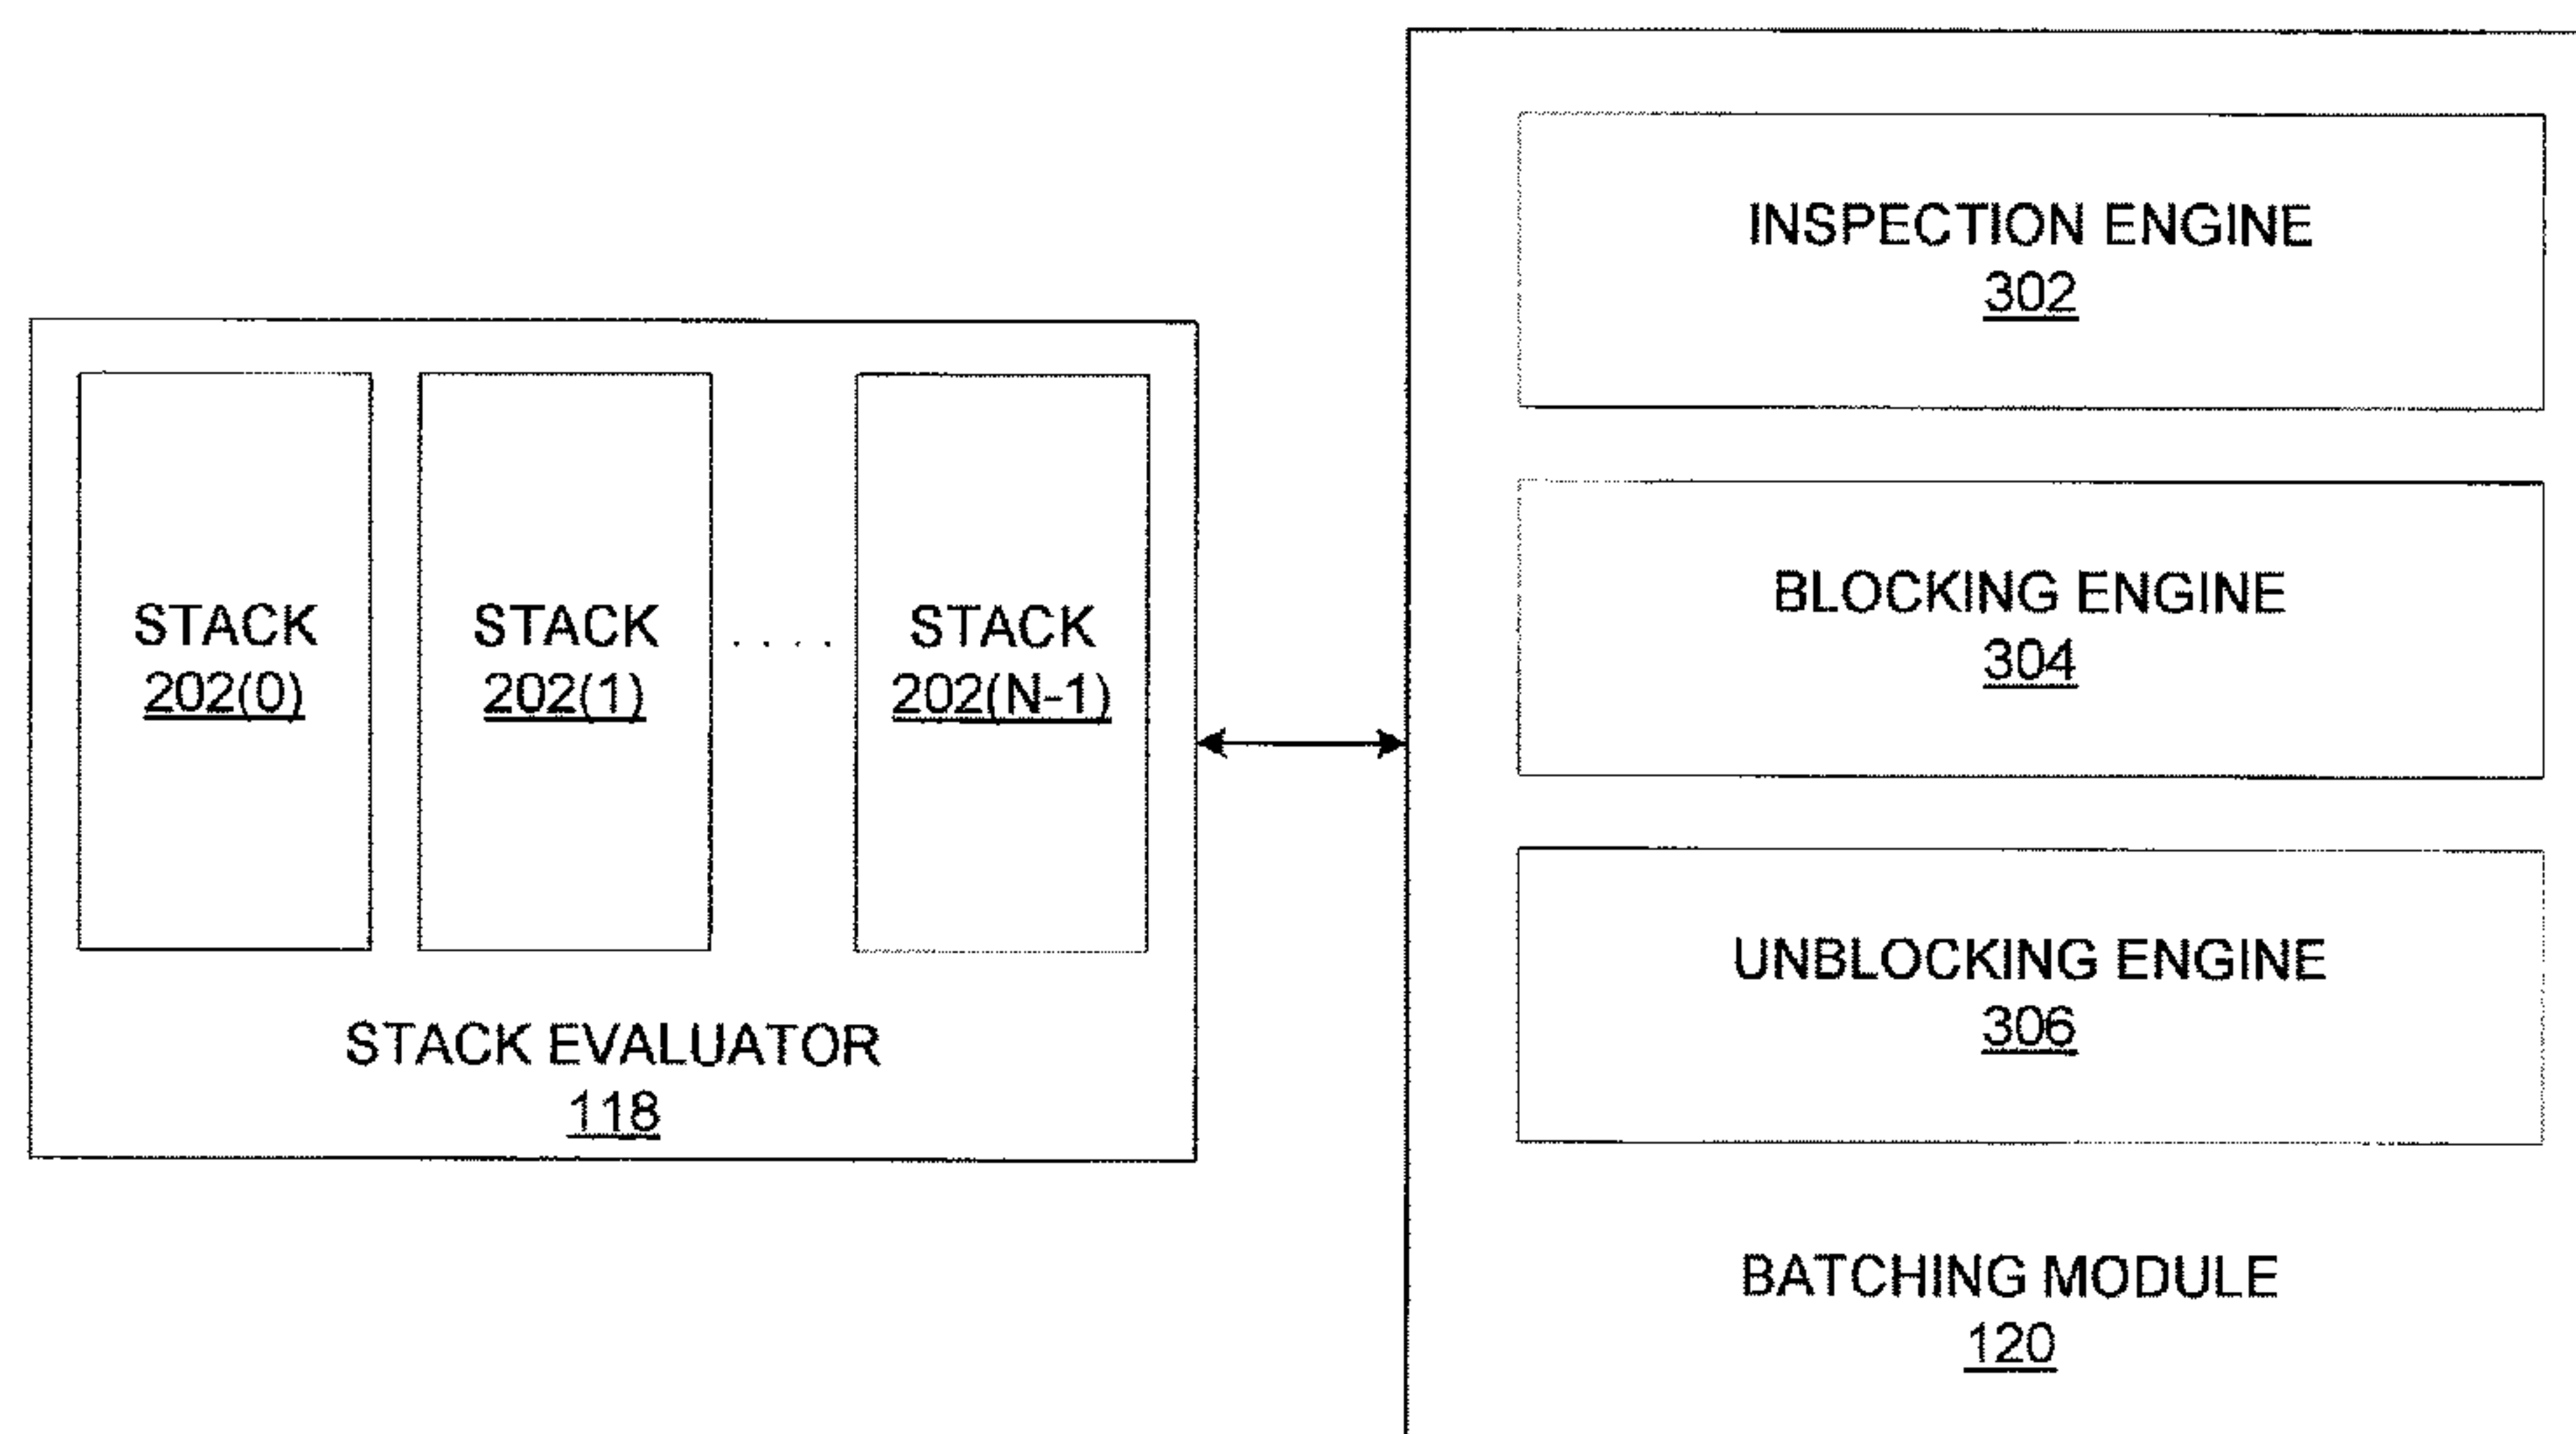 STACK
202(0)
STACK
202(1)
. . . .
STACK
202(N-1)
STACK EVALUATOR
118
INSPECTION ENGINE
302
BLOCKING ENGINE
304
UNBLOCKING ENGINE
306
BATCHING MODULE
120